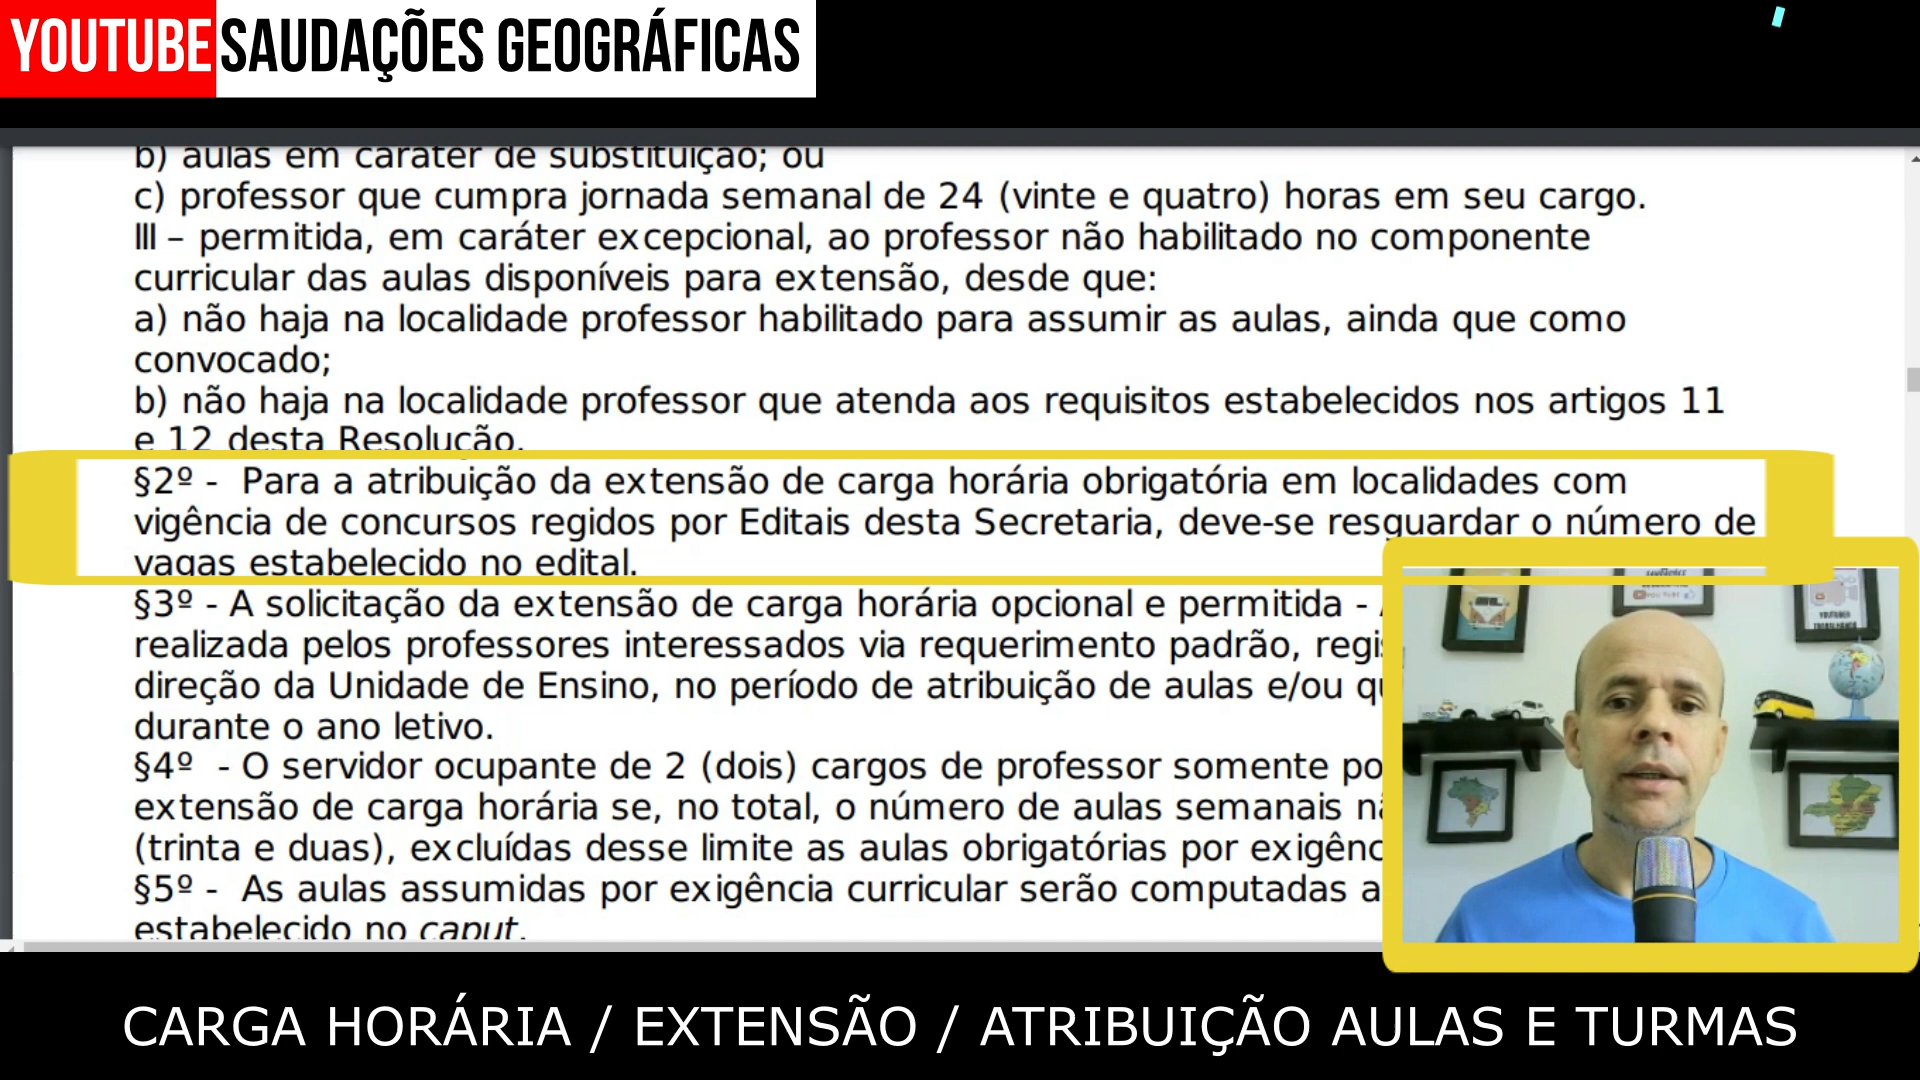 YOUTUBE SAUDAÇÕES GEOGRÁFICAS
b) aulas em caráter de substituição; ou
c) professor que cumpra jornada semanal de 24 (vinte e quatro) horas em seu cargo.
III – permitida, em caráter excepcional, ao professor não habilitado no componente
curricular das aulas disponíveis para extensão, desde que:
a) não haja na localidade professor habilitado para assumir as aulas, ainda que como
convocado;
b) não haja na localidade professor que atenda aos requisitos estabelecidos nos artigos 11
e 12 desta Resolução.
§2º - Para a atribuição da extensão de carga horária obrigatória em localidades com
vigência de concursos regidos por Editais desta Secretaria, deve-se resguardar o número de
vagas estabelecido no edital.
§3º - A solicitação da extensão de carga horária opcional e permitida -
realizada pelos professores interessados via requerimento padrão,
direção da Unidade de Ensino, no período de atribuição de aulas e/ou
durante o ano letivo.
§4º - O servidor ocupante de 2 (dois) cargos de professor somente
extensão de carga horária se, no total, o número de aulas semanais
(trinta e duas), excluídas desse limite as aulas obrigatórias por
§5º - As aulas assumidas por exigência curricular serão computadas
estabelecido no caput.
CARGA HORÁRIA / EXTENSÃO / ATRIBUIÇÃO AULAS E TURMAS